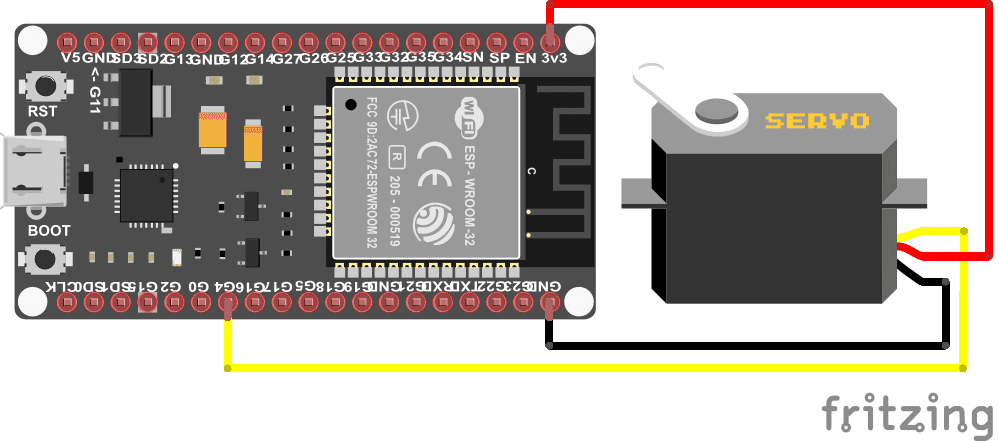 V5 GND SD3 SD2 G13 GND G12 G14 G27 G26 G25 G33 G32 G35 G34 SN SP EN 3v3
<- G11
RST
BOOT
FCC 9D:2AC72-ESPWROOM 32
R
205 - 000519
CE
WiFi
ESP- WROOM -32
C
SERVO
CLK SD0 SD1 G15 G2 G0 G4 G16 G17 G5 G18 G19 GND G21 RXD TXD G22 G23 GND
fritzing